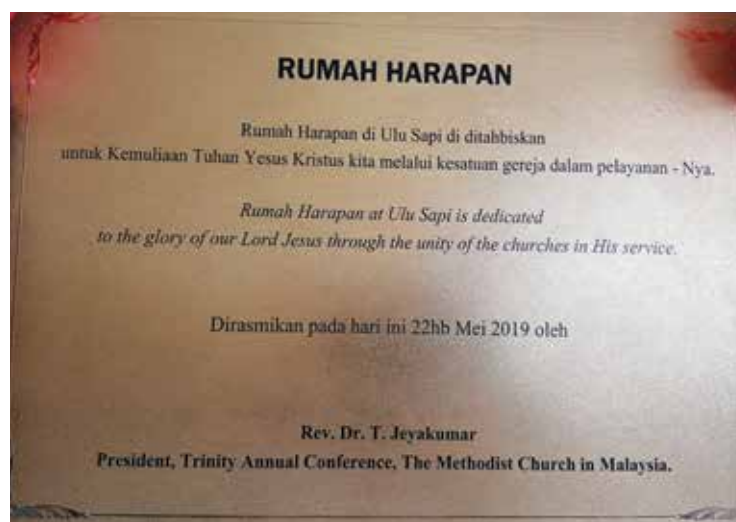 RUMAH HARAPAN
Rumah Harapan di Ulu Sapi di ditahbiskan
untuk Kemuliaan Tuhan Yesus Kristus kita melalui kesatuan gereja dalam pelayanan - Nya.
Rumah Harapan at Ulu Sapi is dedicated
to the glory of our Lord Jesus through the unity of the churches in His service.
Dirasmikan pada hari ini 22hb Mei 2019 oleh
Rev. Dr. T. Jeyakumar
President, Trinity Annual Conference, The Methodist Church in Malaysia.